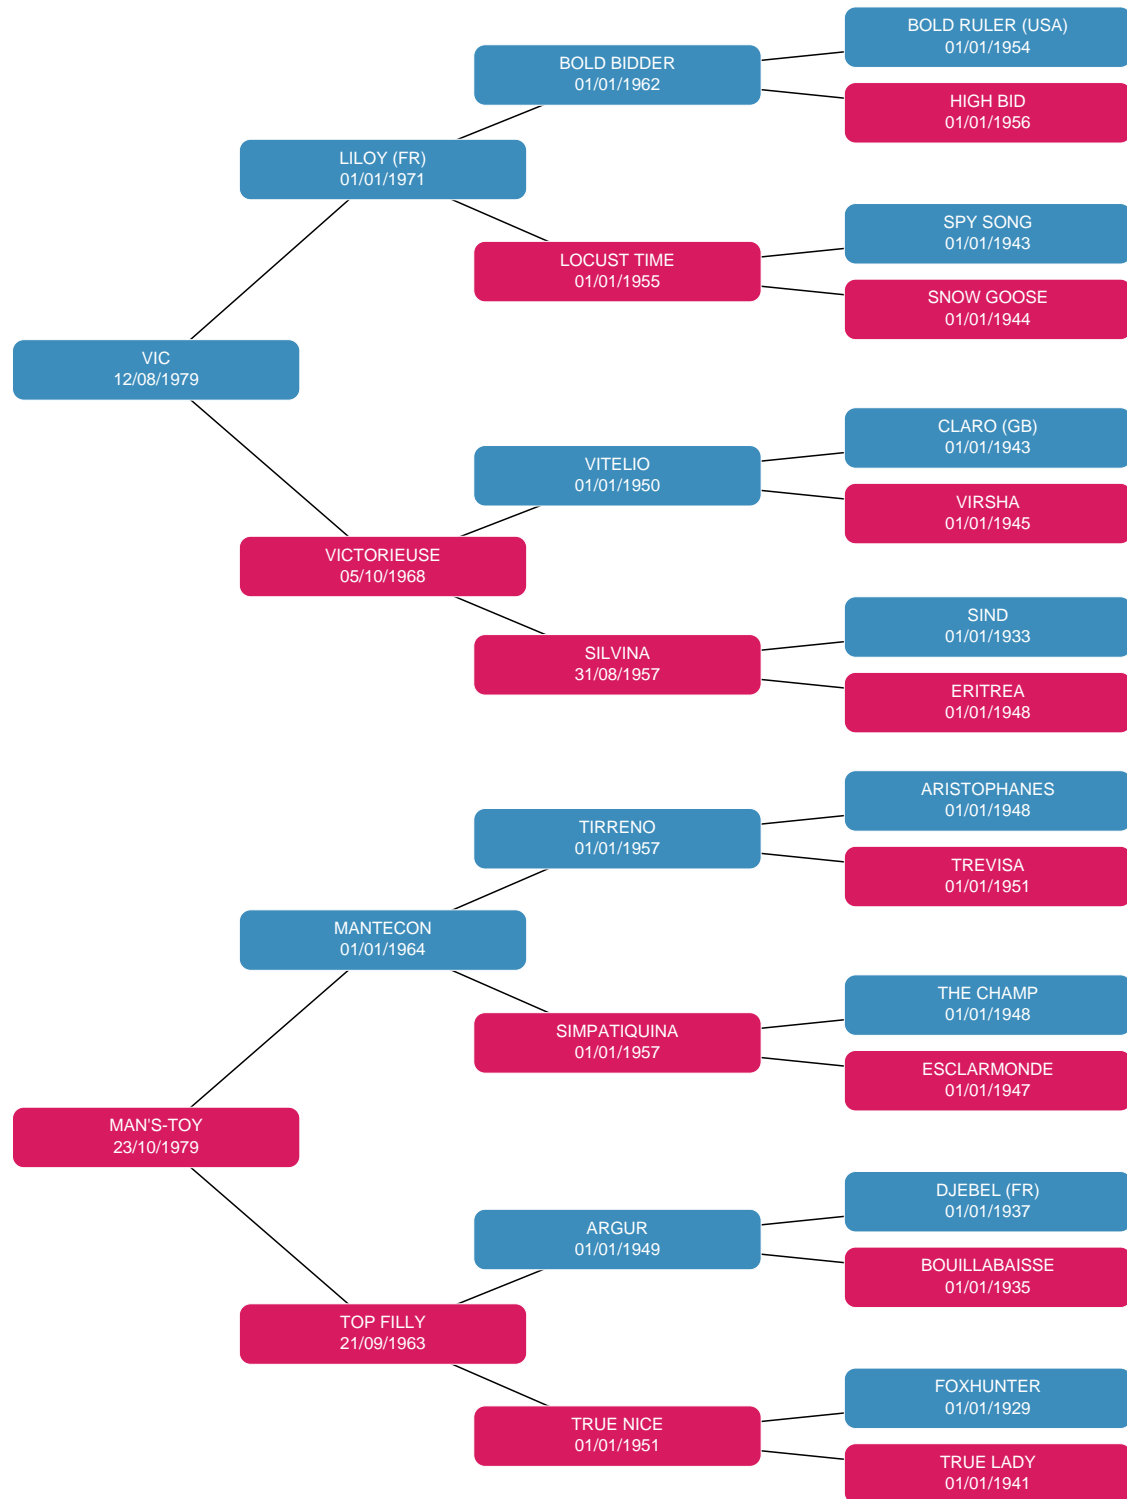 BOLD RULER (USA)
01/01/1954
BOLD BIDDER
01/01/1962
HIGH BID
01/01/1956
LILOY (FR)
01/01/1971
SPY SONG
01/01/1943
LOCUST TIME
01/01/1955
SNOW GOOSE
01/01/1944
VIC
12/08/1979
CLARO (GB)
01/01/1943
VITELIO
01/01/1950
VIRSHA
01/01/1945
VICTORIEUSE
05/10/1968
SIND
01/01/1933
SILVINA
31/08/1957
ERITREA
01/01/1948
ARISTOPHANES
01/01/1948
TIRRENO
01/01/1957
TREVISA
01/01/1951
MANTECON
01/01/1964
THE CHAMP
01/01/1948
SIMPATIQUINA
01/01/1957
ESCLARMONDE
01/01/1947
MAN'S-TOY
23/10/1979
DJEBEL (FR)
01/01/1937
ARGUR
01/01/1949
BOUILLABAISSE
01/01/1935
TOP FILLY
21/09/1963
FOXHUNTER
01/01/1929
TRUE NICE
01/01/1951
TRUE LADY
01/01/1941